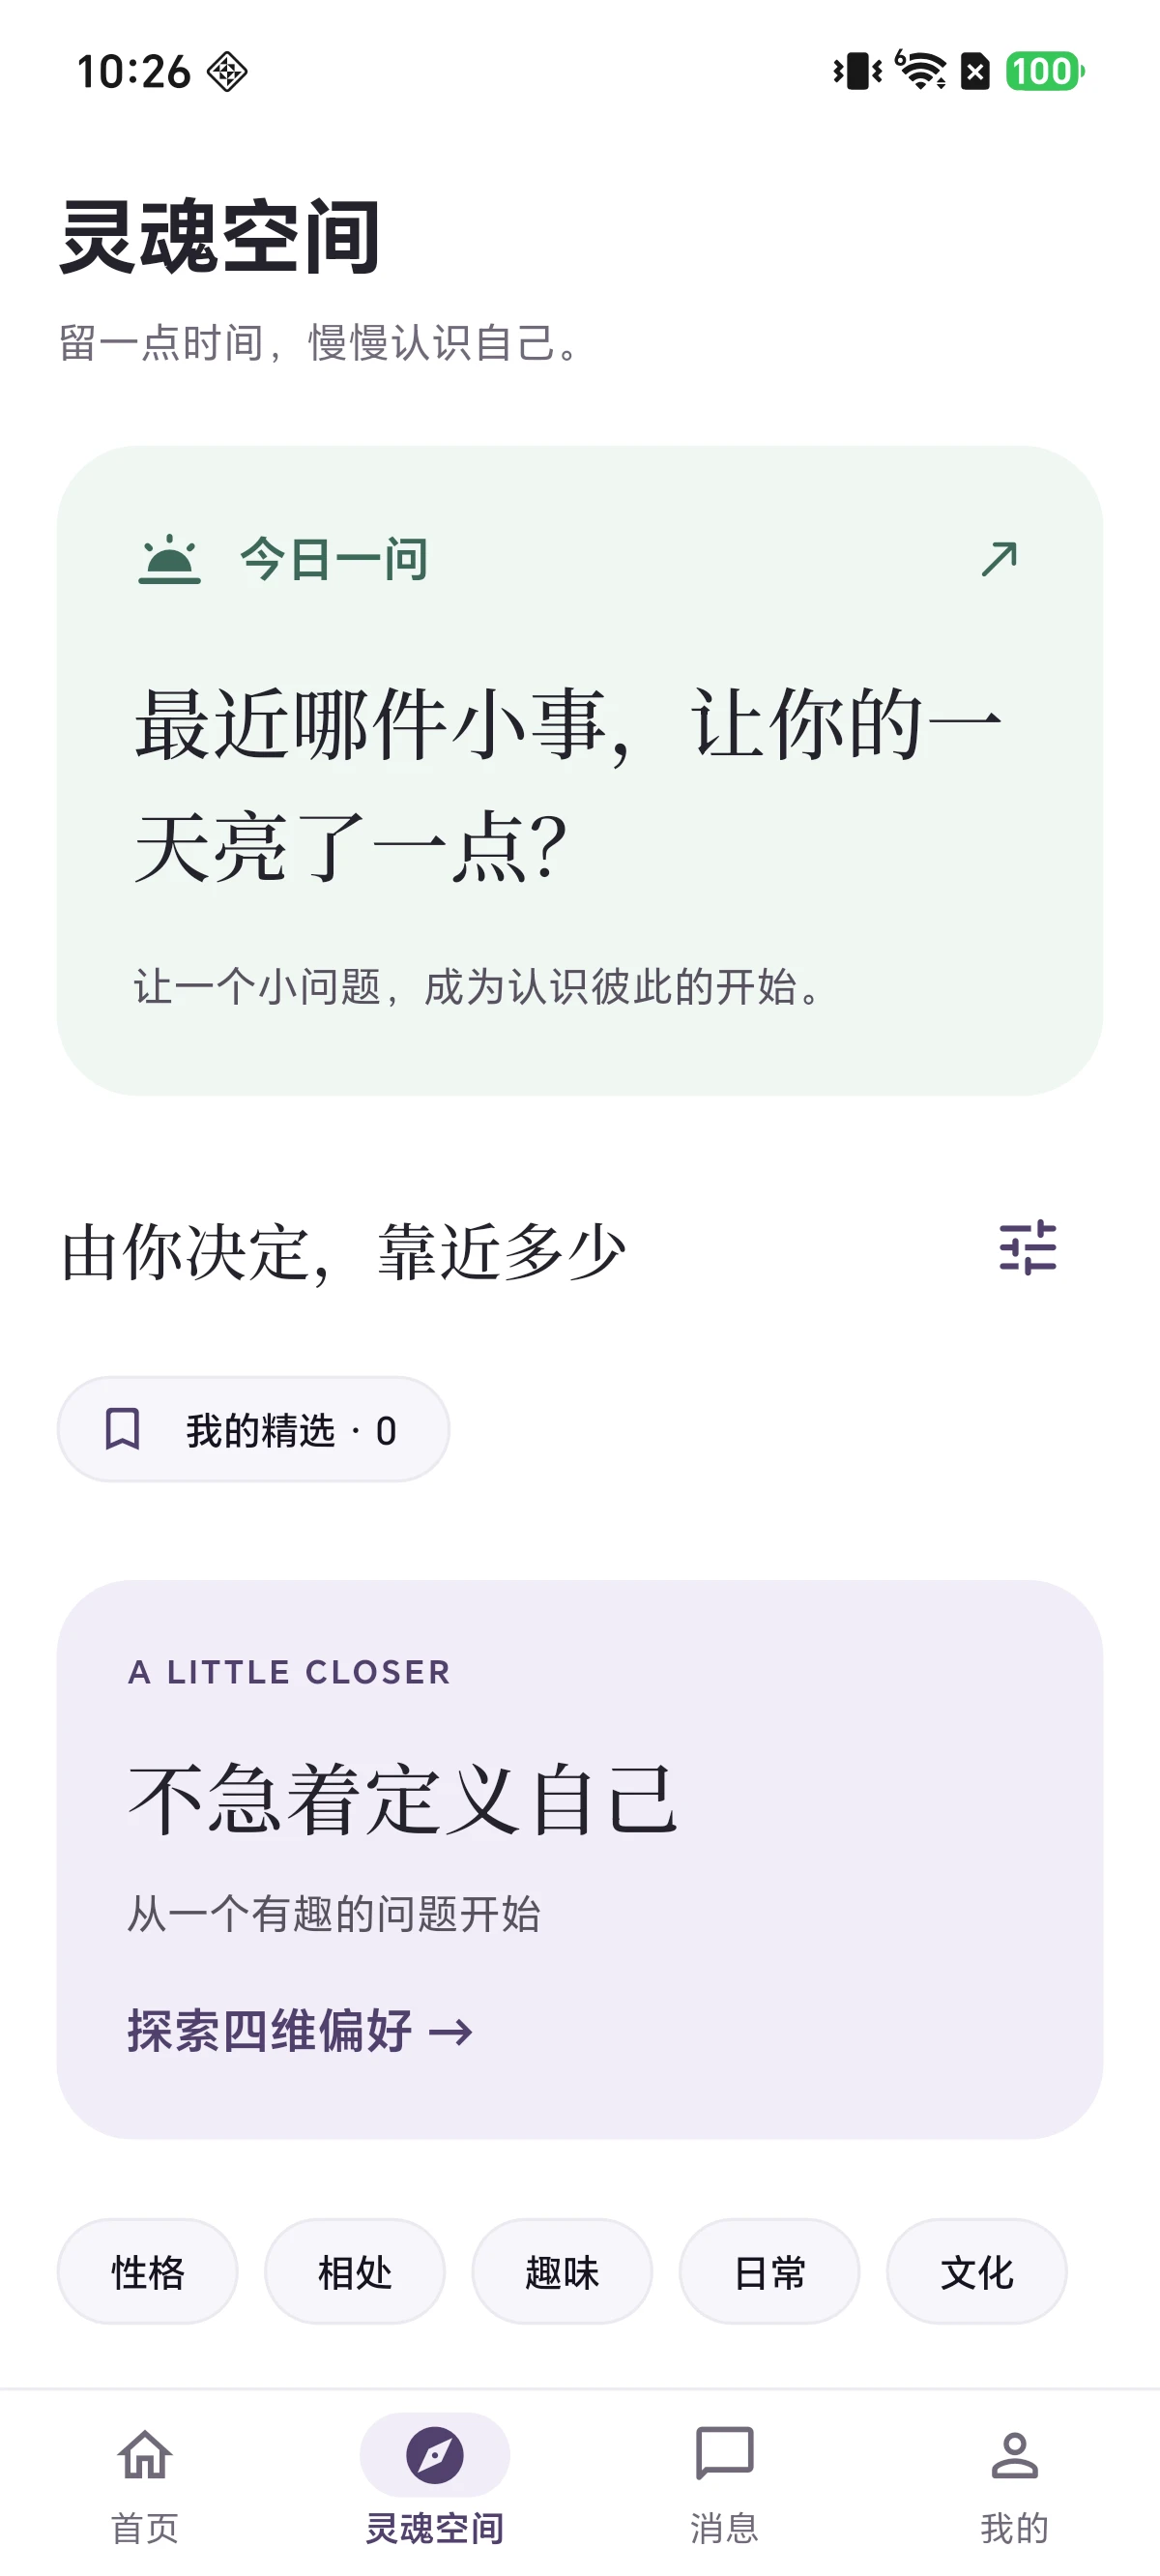 10:26
6
100
灵魂空间
留一点时间，慢慢认识自己。
今日一问
最近哪件小事，让你的一
天亮了一点？
让一个小问题，成为认识彼此的开始。
由你决定，靠近多少
我的精选 · 0
A LITTLE CLOSER
不急着定义自己
从一个有趣的问题开始
探索四维偏好 →
性格 相处 趣味 日常 文化
首页 灵魂空间 消息 我的